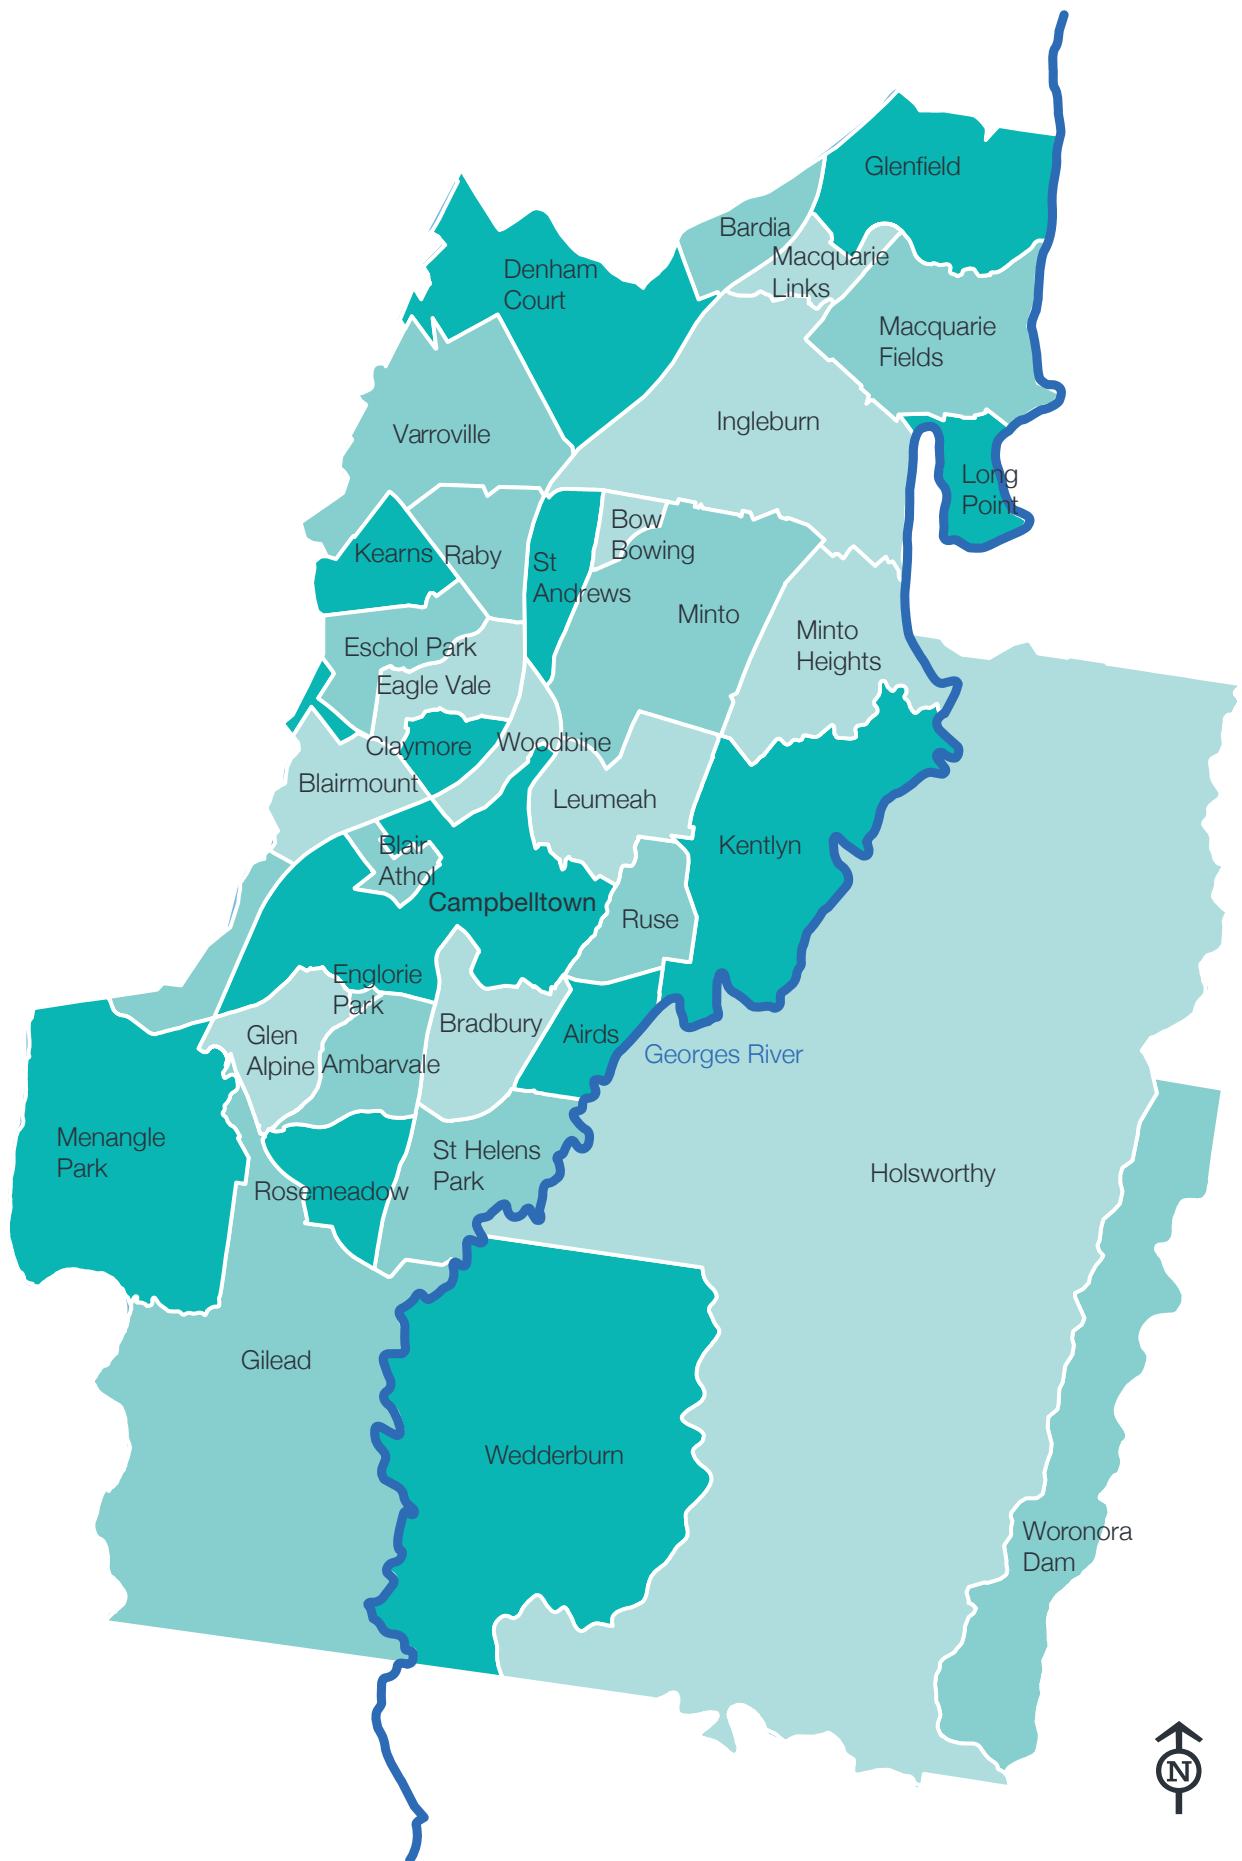 Glenfield
Bardia
Macquarie
Links
Denham
Court
Macquarie
Fields
Ingleburn
Varroville
Long
Point
Bow
Bowing
Kearns
Raby
St
Andrews
Minto
Minto
Heights
Eschol Park
Eagle Vale
Claymore
Woodbine
Blairmount
Leumeah
Blair
Athol
Kentlyn
Campbelltown
Ruse
Englorie
Park
Bradbury
Airds
Glen
Alpine
Ambarvale
Georges River
Menangle
Park
St Helens
Park
Holsworthy
Rosemeadow
Gilead
Wedderburn
Woronora
Dam
N